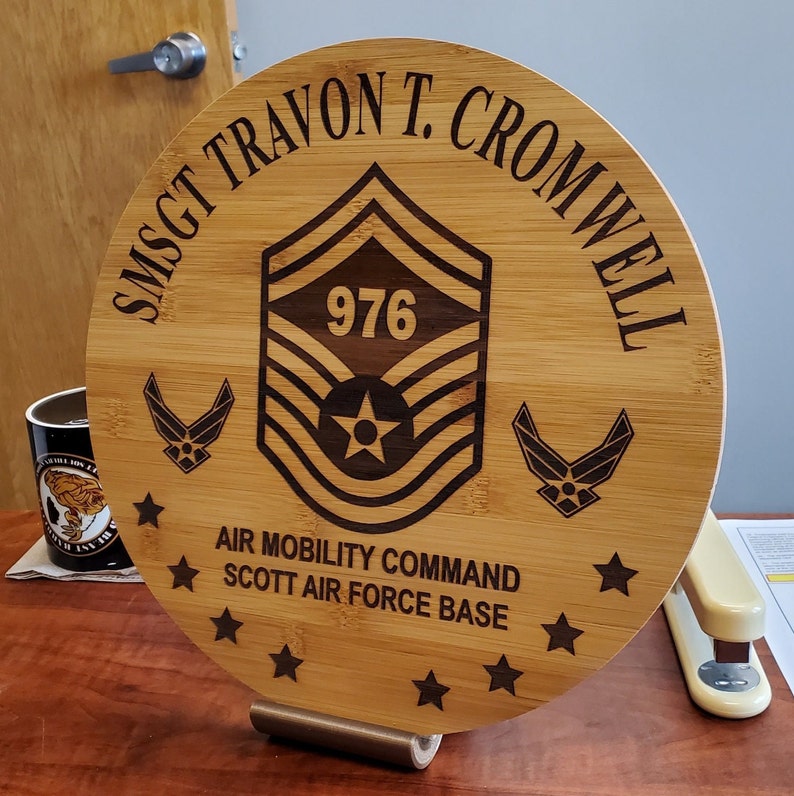 SMSGT TRAVON T. CROMWELL
976
AIR MOBILITY COMMAND
SCOTT AIR FORCE BASE